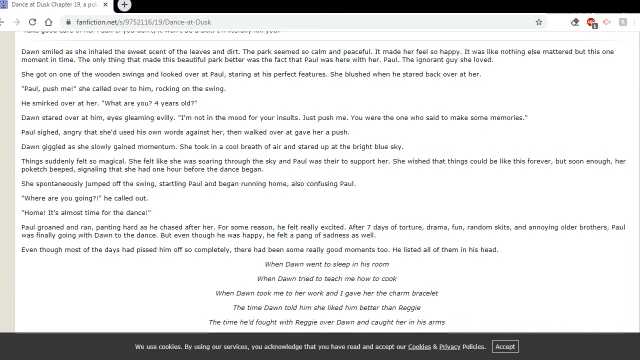 Dance at Dusk Chapter 19, a pok
fanfiction.net/s/9752116/19/Dance-at-Dusk
Dawn smiled as she inhaled the sweet scent of the leaves and dirt. The park seemed so calm and peaceful. It made her feel so happy. It was like nothing else mattered but this one
moment in time. The only thing that made this beautiful park better was the fact that Paul was here with her. Paul. The ignorant guy she loved.
She got on one of the wooden swings and looked over at Paul, staring at his perfect features. She blushed when he stared back over at her.
"Paul, push me!" she called over to him, rocking on the swing.
He smirked over at her. "What are you? 4 years old?"
Dawn stared over at him, eyes gleaming evilly. "I'm not in the mood for your insults. Just push me. You were the one who said to make some memories."
Paul sighed, angry that she'd used his own words against her, then walked over at gave her a push.
Dawn giggled as she slowly gained momentum. She took in a cool breath of air and stared up at the bright blue sky.
Things suddenly felt so magical. She felt like she was soaring through the sky and Paul was their to support her. She wished that things could be like this forever, but soon enough, her
poketch beeped, signaling that she had one hour before the dance began.
She spontaneously jumped off the swing, startling Paul and began running home, also confusing Paul.
"Where are you going?!" he called out.
"Home! It's almost time for the dance!"
Paul groaned and ran, panting hard as he chased after her. For some reason, he felt really excited. After 7 days of torture, drama, fun, random skits, and annoying older brothers, Paul
was finally going with Dawn to the dance. But even though he was happy, he felt a pang of sadness as well.
Even though most of the days had pissed him off so completely, there had been some really good moments too. He listed all of them in his head.
When Dawn went to sleep in his room
When Dawn tried to teach me how to cook
When Dawn took me to her work and I gave her the charm bracelet
The time Dawn told him she liked him better than Reggie
The time he'd fought with Reggie over Dawn and caught her in his arms
We use cookies. By using our services, you acknowledge that you have read and accept our Cookies & Privacy Policies. Accept